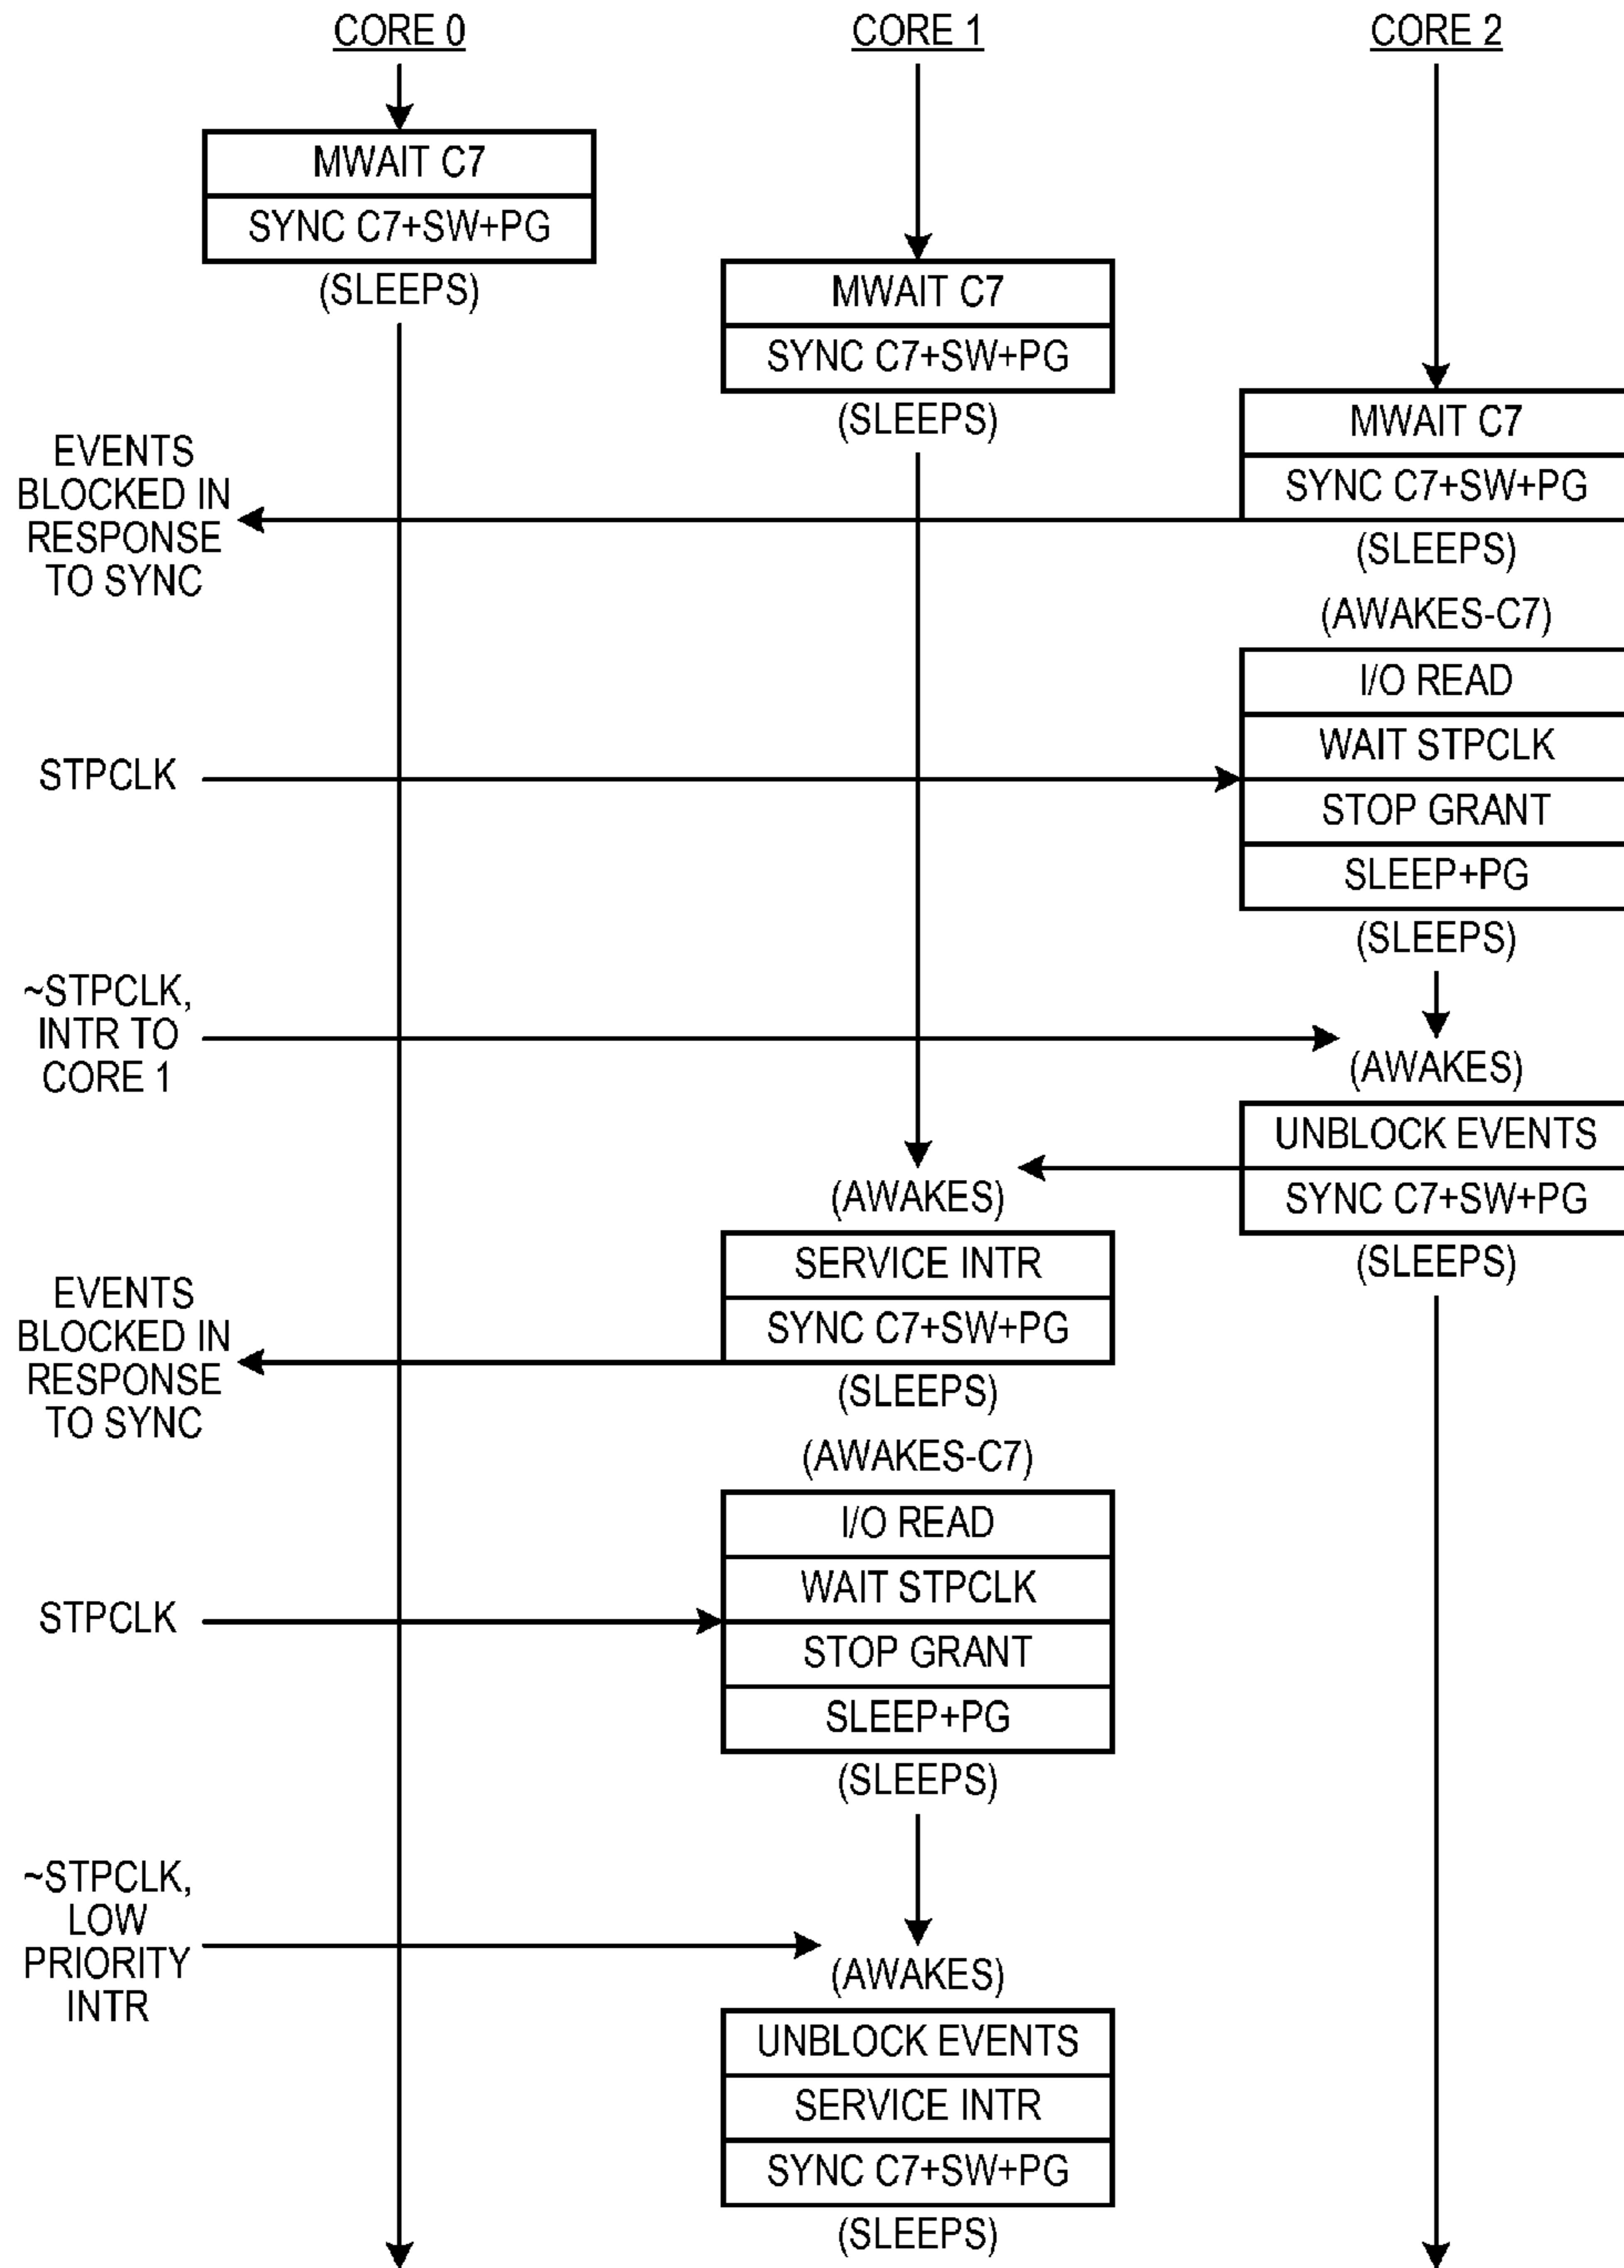 CORE 0
CORE 1
CORE 2
MWAIT C7
SYNC C7+SW+PG
(SLEEPS)
MWAIT C7
SYNC C7+SW+PG
(SLEEPS)
MWAIT C7
SYNC C7+SW+PG
(SLEEPS)
EVENTS
BLOCKED IN
RESPONSE
TO SYNC
(AWAKES-C7)
I/O READ
WAIT STPCLK
STOP GRANT
SLEEP+PG
(SLEEPS)
STPCLK
~STPCLK,
INTR TO
CORE 1
(AWAKES)
UNBLOCK EVENTS
SYNC C7+SW+PG
(SLEEPS)
(AWAKES)
SERVICE INTR
SYNC C7+SW+PG
(SLEEPS)
EVENTS
BLOCKED IN
RESPONSE
TO SYNC
(AWAKES-C7)
I/O READ
WAIT STPCLK
STOP GRANT
SLEEP+PG
(SLEEPS)
STPCLK
~STPCLK,
LOW
PRIORITY
INTR
(AWAKES)
UNBLOCK EVENTS
SERVICE INTR
SYNC C7+SW+PG
(SLEEPS)